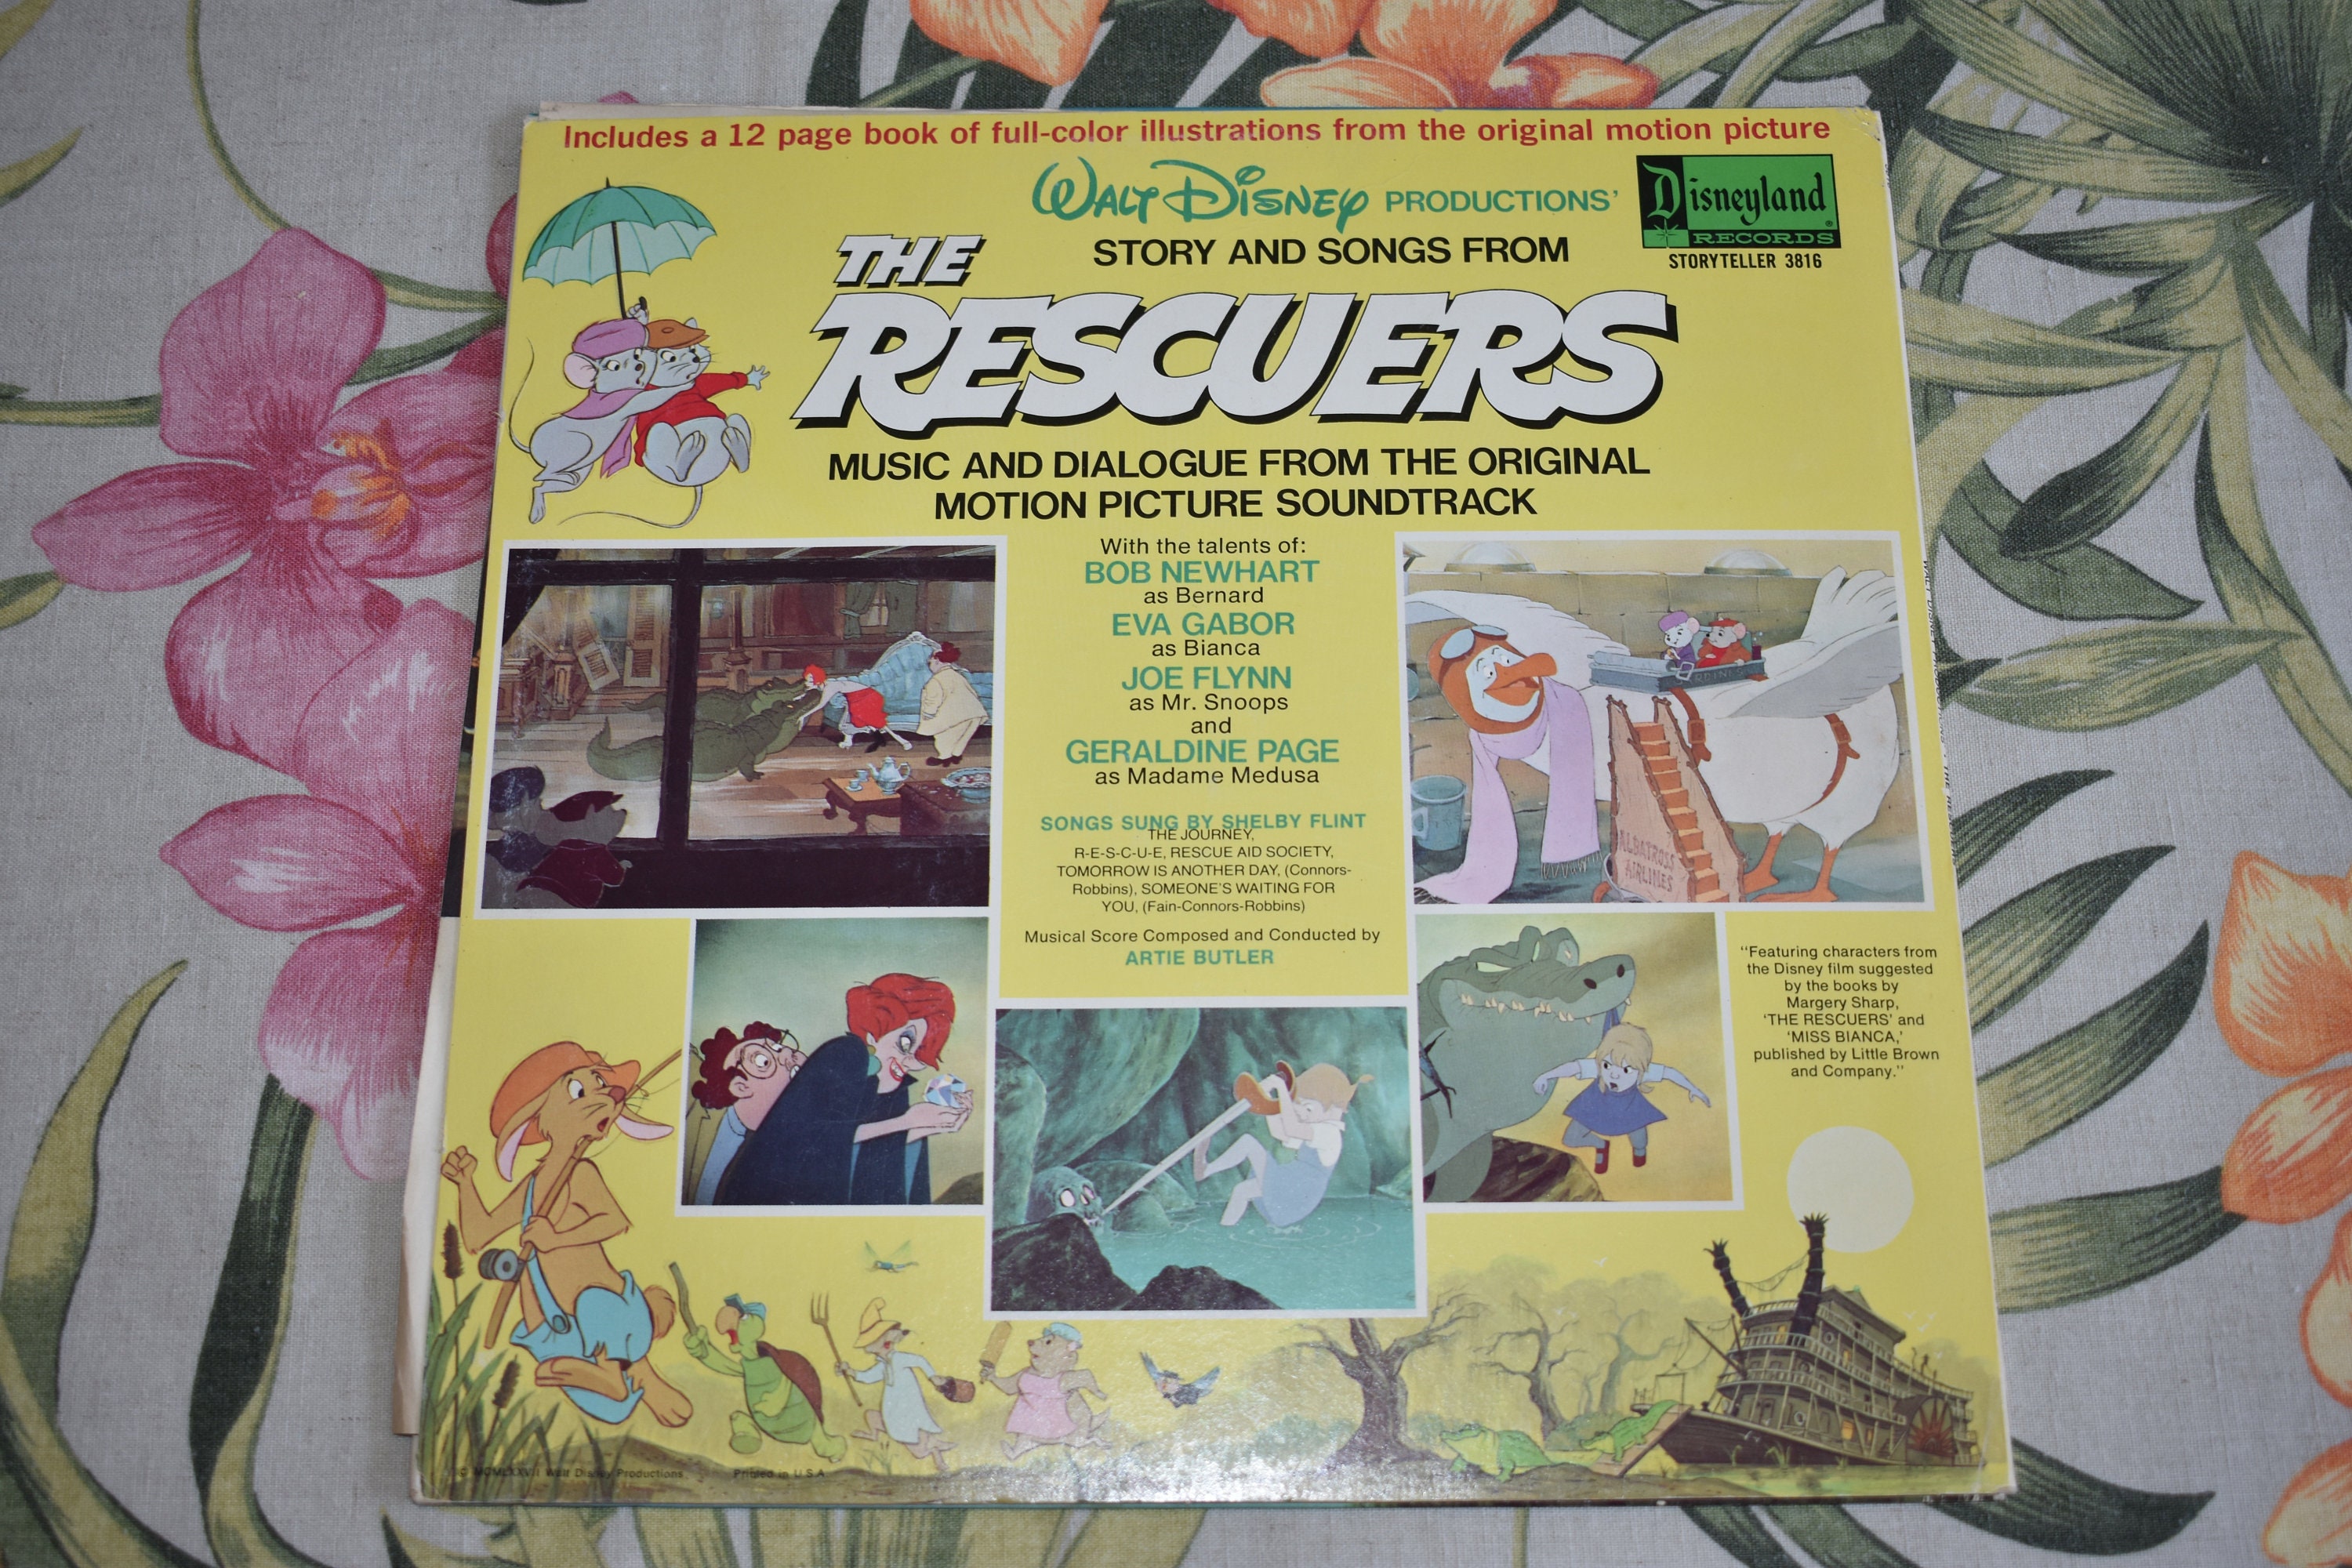 Includes a 12 page book of full-color illustrations from the original motion picture
WALT DISNEY PRODUCTIONS'
Disneyland
RECORDS
STORYTELLER 3816
STORY AND SONGS FROM
THE
RESCUERS
MUSIC AND DIALOGUE FROM THE ORIGINAL
MOTION PICTURE SOUNDTRACK
With the talents of:
BOB NEWHART
as Bernard
EVA GABOR
as Bianca
JOE FLYNN
as Mr. Snoops
and
GERALDINE PAGE
as Madame Medusa
SONGS SUNG BY SHELBY FLINT
THE JOURNEY,
R-E-S-C-U-E, RESCUE AID SOCIETY,
TOMORROW IS ANOTHER DAY, (Connors-
Robbins), SOMEONE'S WAITING FOR
YOU, (Fain-Connors-Robbins)
Musical Score Composed and Conducted by
ARTIE BUTLER
ALBATROSS
AIRLINES
"Featuring characters from
the Disney film suggested
by the books by
Margery Sharp,
'THE RESCUERS' and
'MISS BIANCA,'
published by Little Brown
and Company."
© MCMLXXVII Walt Disney Productions
Printed in U.S.A.